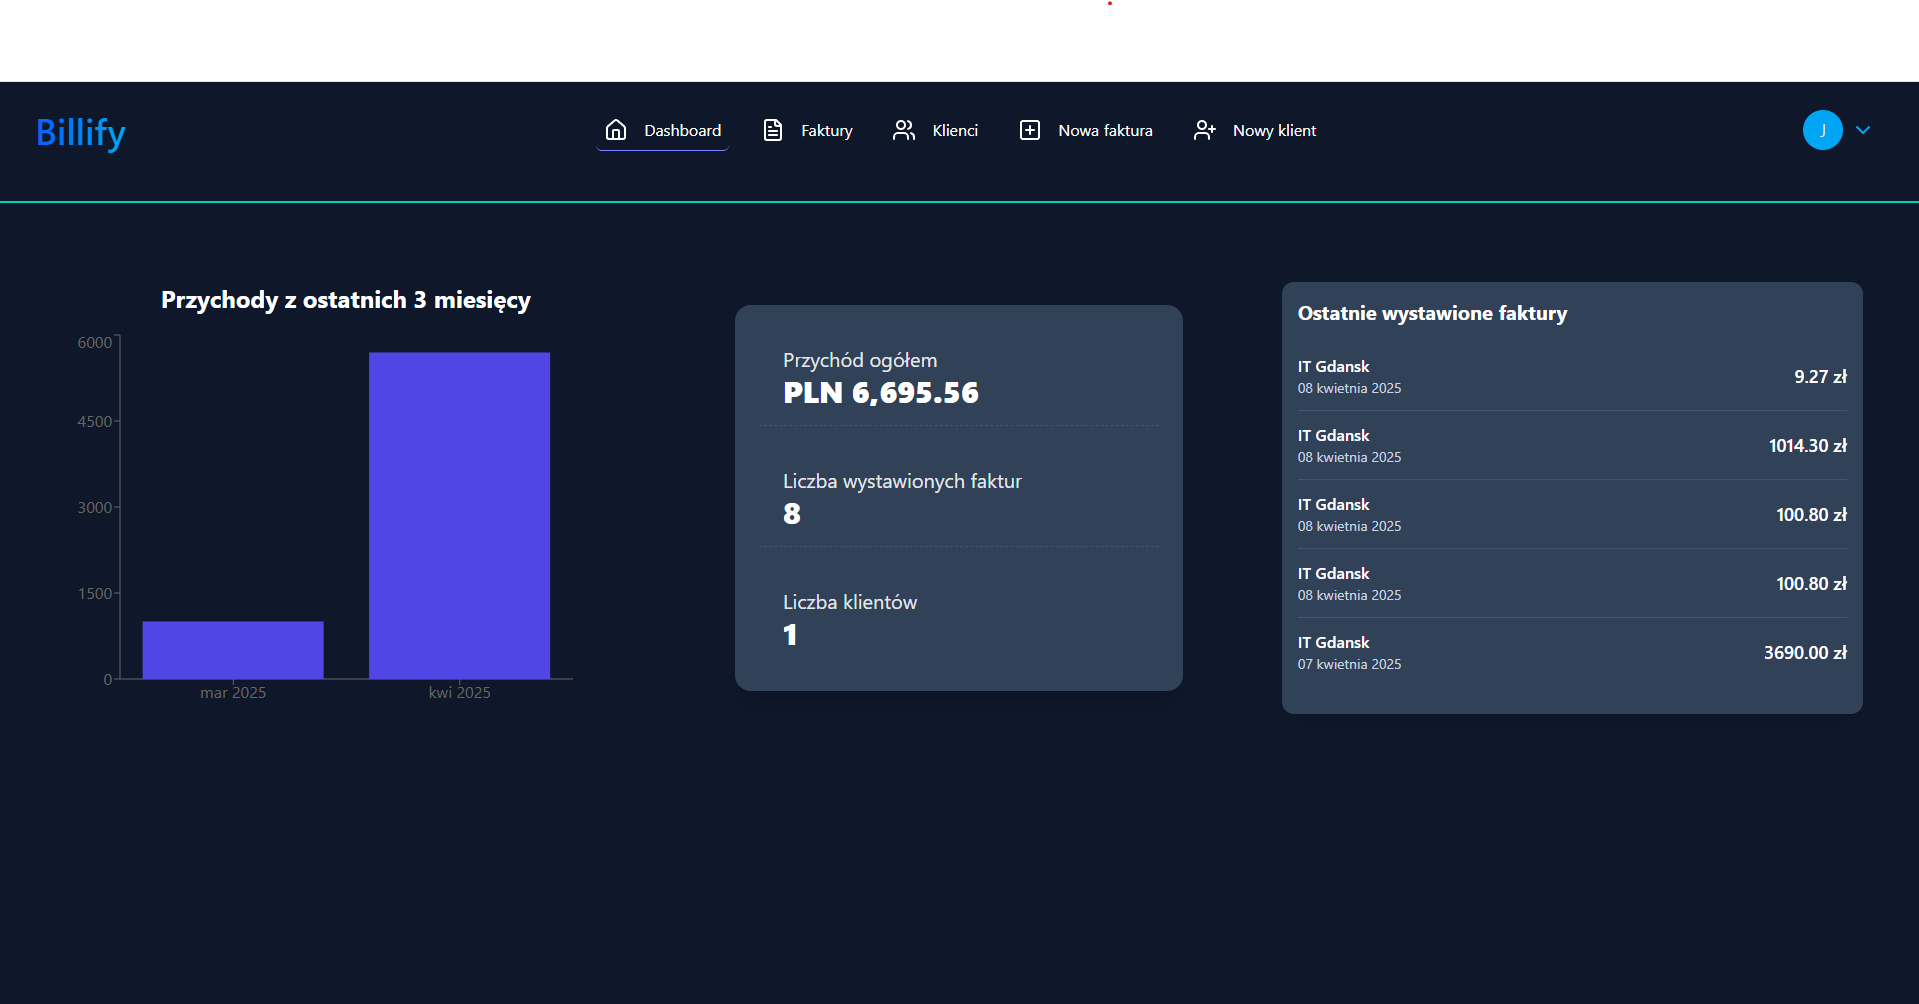 Billify
Dashboard
Faktury
Klienci
Nowa faktura
Nowy klient
J
Przychody z ostatnich 3 miesięcy
6000
4500
3000
1500
0
mar 2025
kwi 2025
Przychód ogółem
PLN 6,695.56
Liczba wystawionych faktur
8
Liczba klientów
1
Ostatnie wystawione faktury
IT Gdansk
08 kwietnia 2025
9.27 zł
IT Gdansk
08 kwietnia 2025
1014.30 zł
IT Gdansk
08 kwietnia 2025
100.80 zł
IT Gdansk
08 kwietnia 2025
100.80 zł
IT Gdansk
07 kwietnia 2025
3690.00 zł